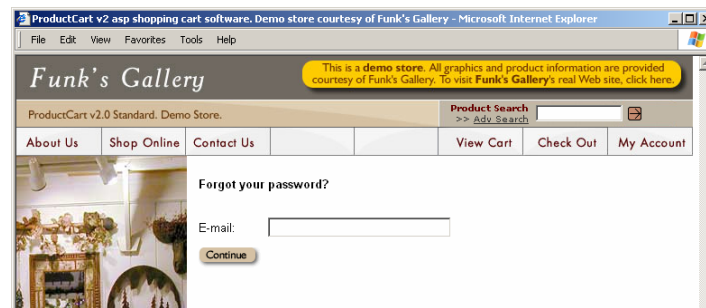 ProductCart v2 asp shopping cart software. Demo store courtesy of Funk's Gallery - Microsoft Internet Explorer
File Edit View Favorites Tools Help
Funk's Gallery
This is a demo store. All graphics and product information are provided
courtesy of Funk's Gallery. To visit Funk's Gallery's real Web site, click here.
ProductCart v2.0 Standard. Demo Store.
Product Search
>> Adv Search
About Us Shop Online Contact Us View Cart Check Out My Account
Forgot your password?
E-mail:
Continue